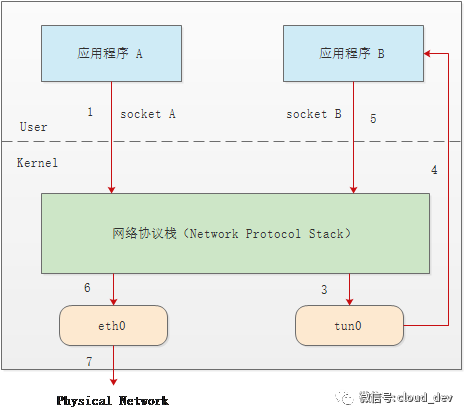 应用程序 A
应用程序 B
1
socket A
socket B
5
User
Kernel
4
网络协议栈（Network Protocol Stack）
6
3
eth0
tun0
7
Physical Network
微信号:cloud_dev